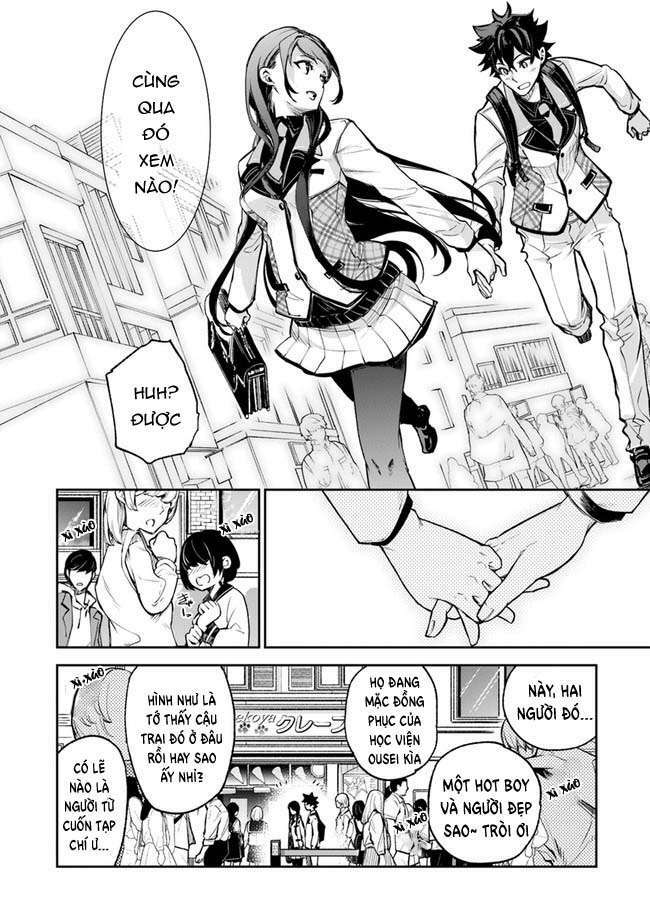 CÙNG
QUA
ĐÓ
XEM
NÀO!
HUH?
ĐƯỢC
XÌ XÀO
XÌ XÀO
NÀY, HAI
NGƯỜI ĐÓ...
MỘT HOT BOY
VÀ NGƯỜI ĐẸP
SAO~ TRỜI ƠI
XÌ XÀO
XÌ XÀO
HỌ ĐANG
MẶC ĐỒNG
PHỤC CỦA
HỌC VIỆN
OUSEI KÌA
HÌNH NHƯ LÀ
TỚ THẤY CẬU
TRAI ĐÓ Ở ĐÂU
RỒI HAY SAO
ẤY NHỈ?
ekoya
クレープ
XÌ XÀO
CÓ LẼ
NÀO LÀ
NGƯỜI TỪ
CUỐN TẠP
CHÍ Ư...